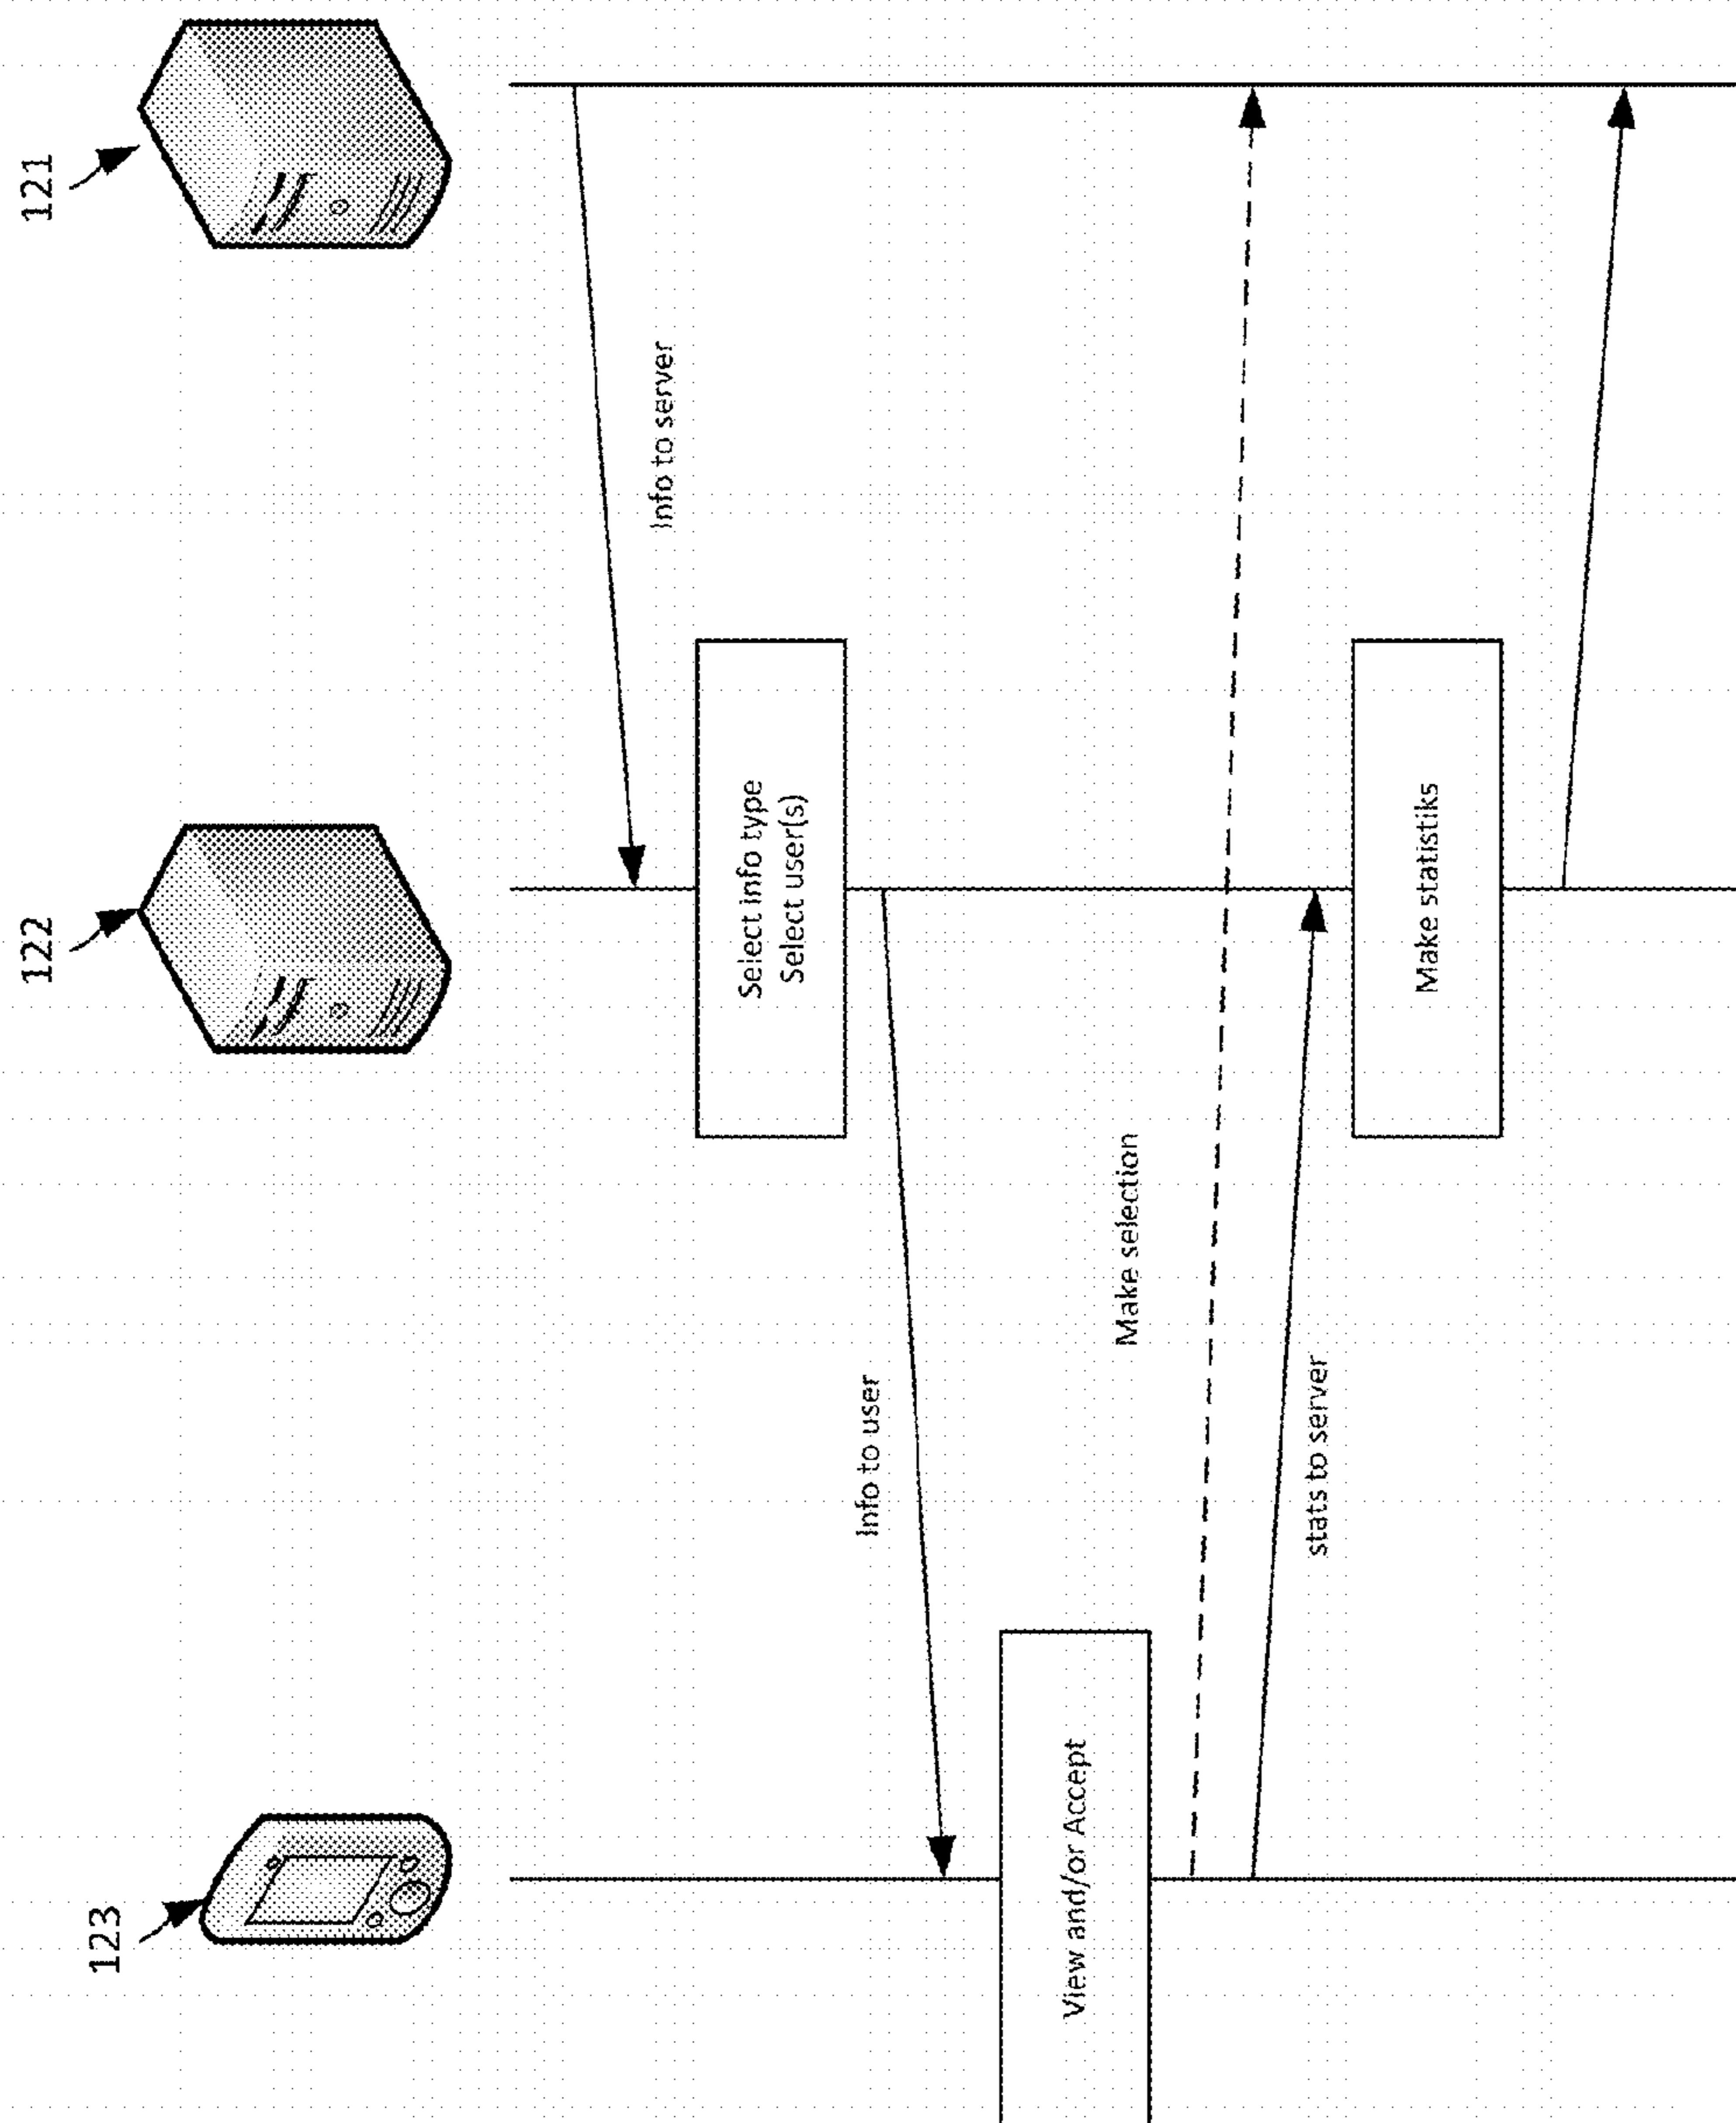 123
122
121
Info to server
Select info type
Select user(s)
Info to user
View and/or Accept
Make selection
stats to server
Make statistiks